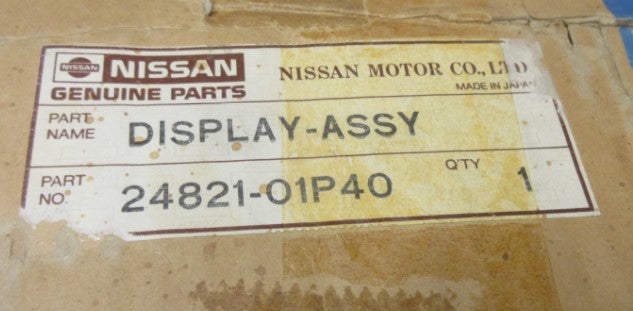 NISSAN NISSAN NISSAN MOTOR CO., LTD
GENUINE PARTS MADE IN JAPAN
PART NAME DISPLAY-ASSY
PART NO. 24821-01P40 Q'TY 1